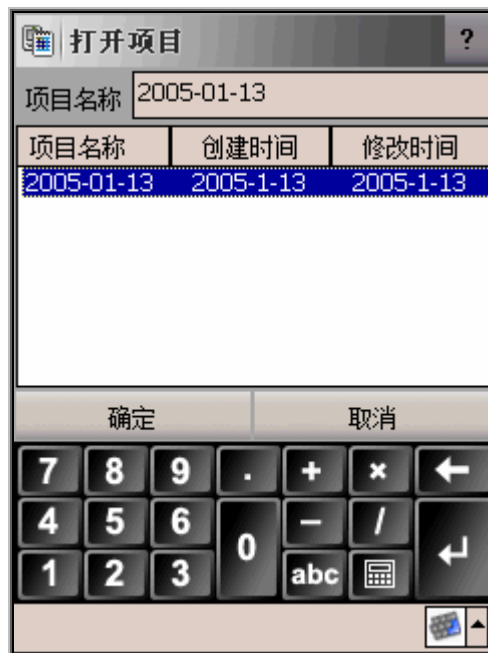 打开项目 ?
项目名称 2005-01-13
项目名称 创建时间 修改时间
2005-01-13 2005-1-13 2005-1-13
确定 取消
7 8 9 . + × ←
4 5 6 0 − / ↵
1 2 3 abc